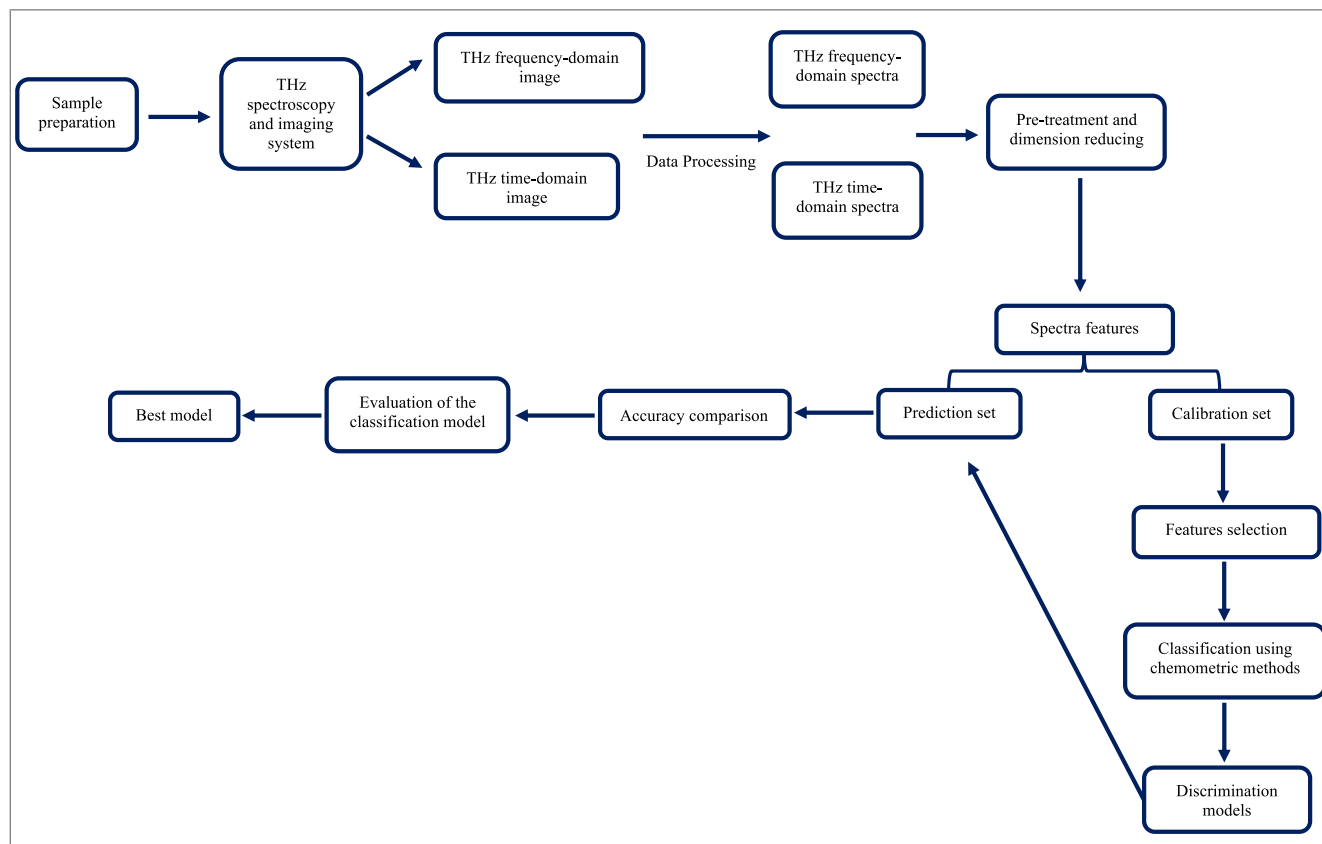 Sample
preparation
THz
spectroscopy
and imaging
system
THz frequency-domain
image
THz time-domain
image
Data Processing
THz frequency-
domain spectra
THz time-
domain spectra
Pre-treatment and
dimension reducing
Spectra features
Prediction set
Calibration set
Accuracy comparison
Evaluation of the
classification model
Best model
Features selection
Classification using
chemometric methods
Discrimination
models